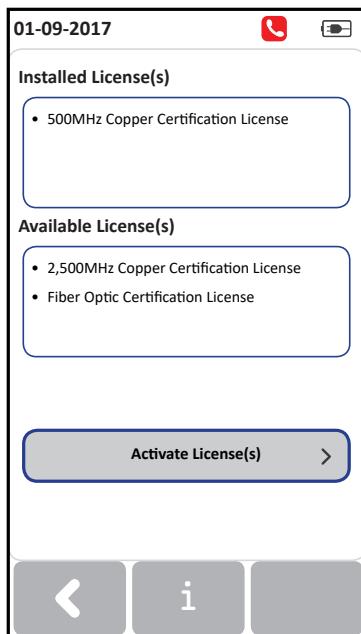 01-09-2017
Installed License(s)
• 500MHz Copper Certification License
Available License(s)
• 2,500MHz Copper Certification License
• Fiber Optic Certification License
Activate License(s)
i